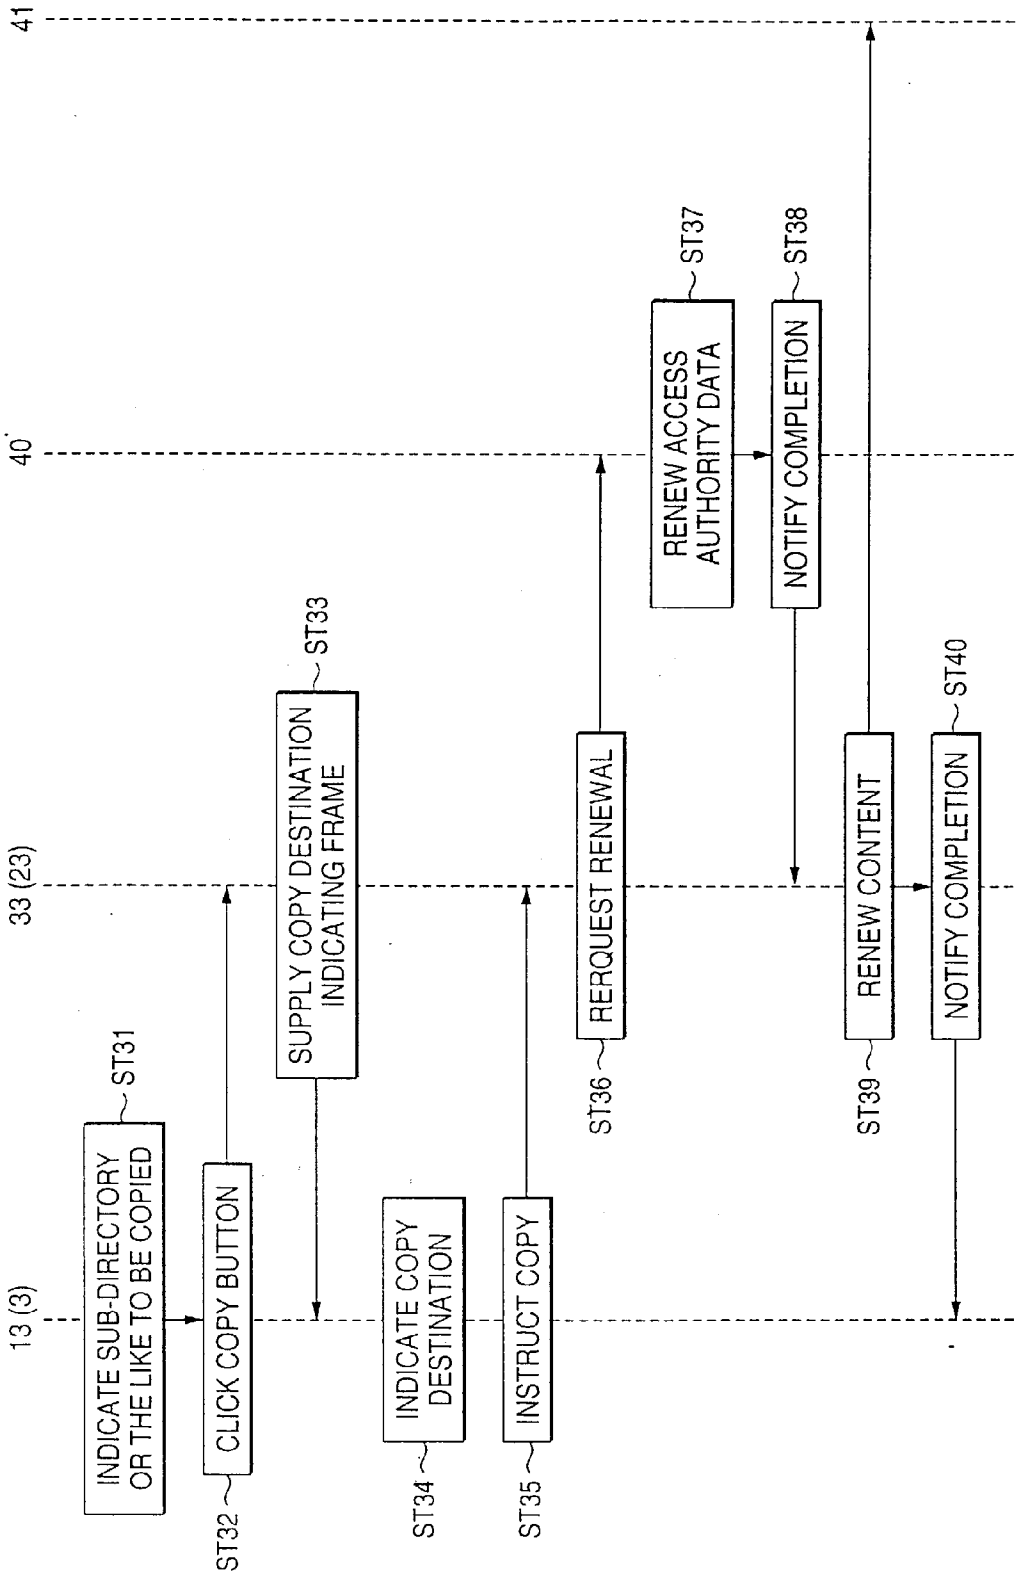 13 (3)
33 (23)
40
41
INDICATE SUB-DIRECTORY
OR THE LIKE TO BE COPIED
ST31
ST32
CLICK COPY BUTTON
SUPPLY COPY DESTINATION
INDICATING FRAME
ST33
ST34
INDICATE COPY
DESTINATION
ST35
INSTRUCT COPY
ST36
RERQUEST RENEWAL
RENEW ACCESS
AUTHORITY DATA
ST37
NOTIFY COMPLETION
ST38
ST39
RENEW CONTENT
NOTIFY COMPLETION
ST40